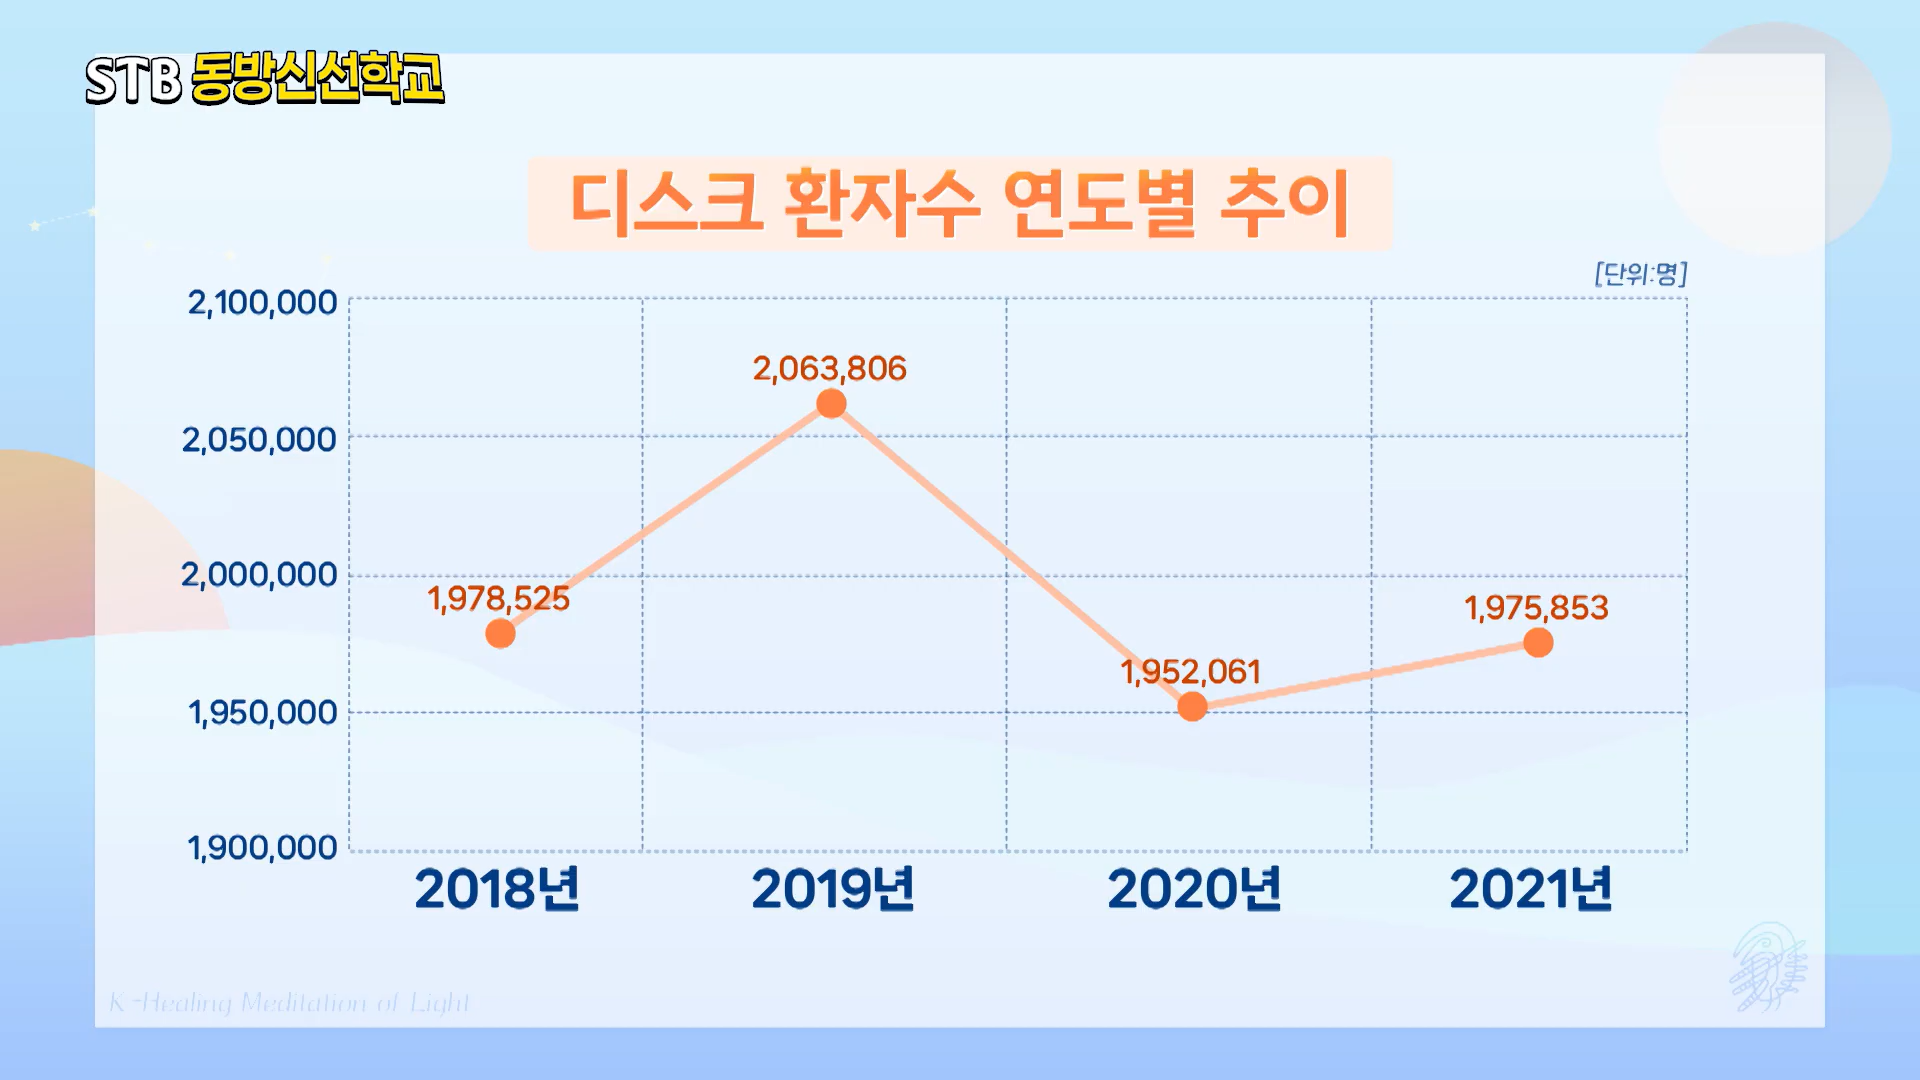 STB 동방신선학교
디스크 환자수 연도별 추이
[단위:명]
2,100,000
2,063,806
2,050,000
2,000,000
1,978,525
1,975,853
1,952,061
1,950,000
1,900,000
2018년 2019년 2020년 2021년
K-Healing Meditation of Light